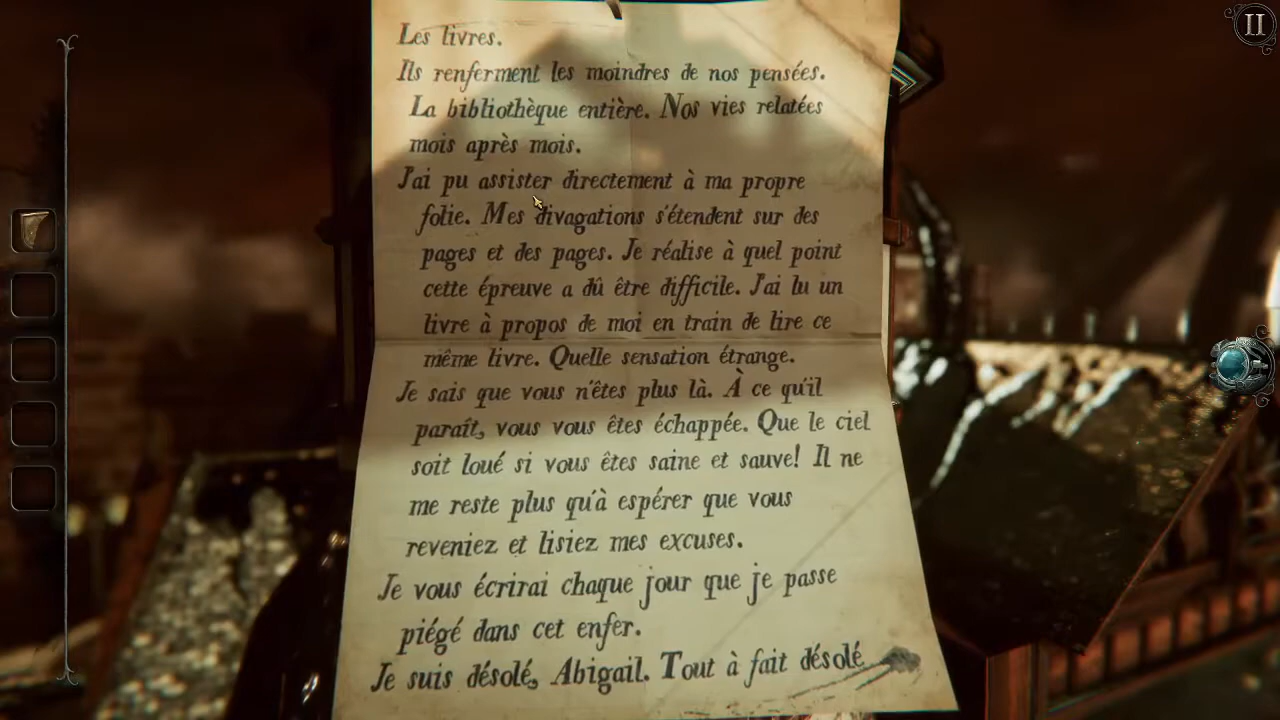 Les livres.
Ils renferment les moindres de nos pensées.
La bibliothèque entière. Nos vies relatées
mois après mois.
J'ai pu assister directement à ma propre
folie. Mes divagations s'étendent sur des
pages et des pages. Je réalise à quel point
cette épreuve a dû être difficile. J'ai lu un
livre à propos de moi en train de lire ce
même livre. Quelle sensation étrange.
Je sais que vous n'êtes plus là. À ce qu'il
paraît, vous vous êtes échappée. Que le ciel
soit loué si vous êtes saine et sauve! Il ne
me reste plus qu'à espérer que vous
reveniez et lisiez mes excuses.
Je vous écrirai chaque jour que je passe
piégé dans cet enfer.
Je suis désolé, Abigail. Tout à fait désolé
II